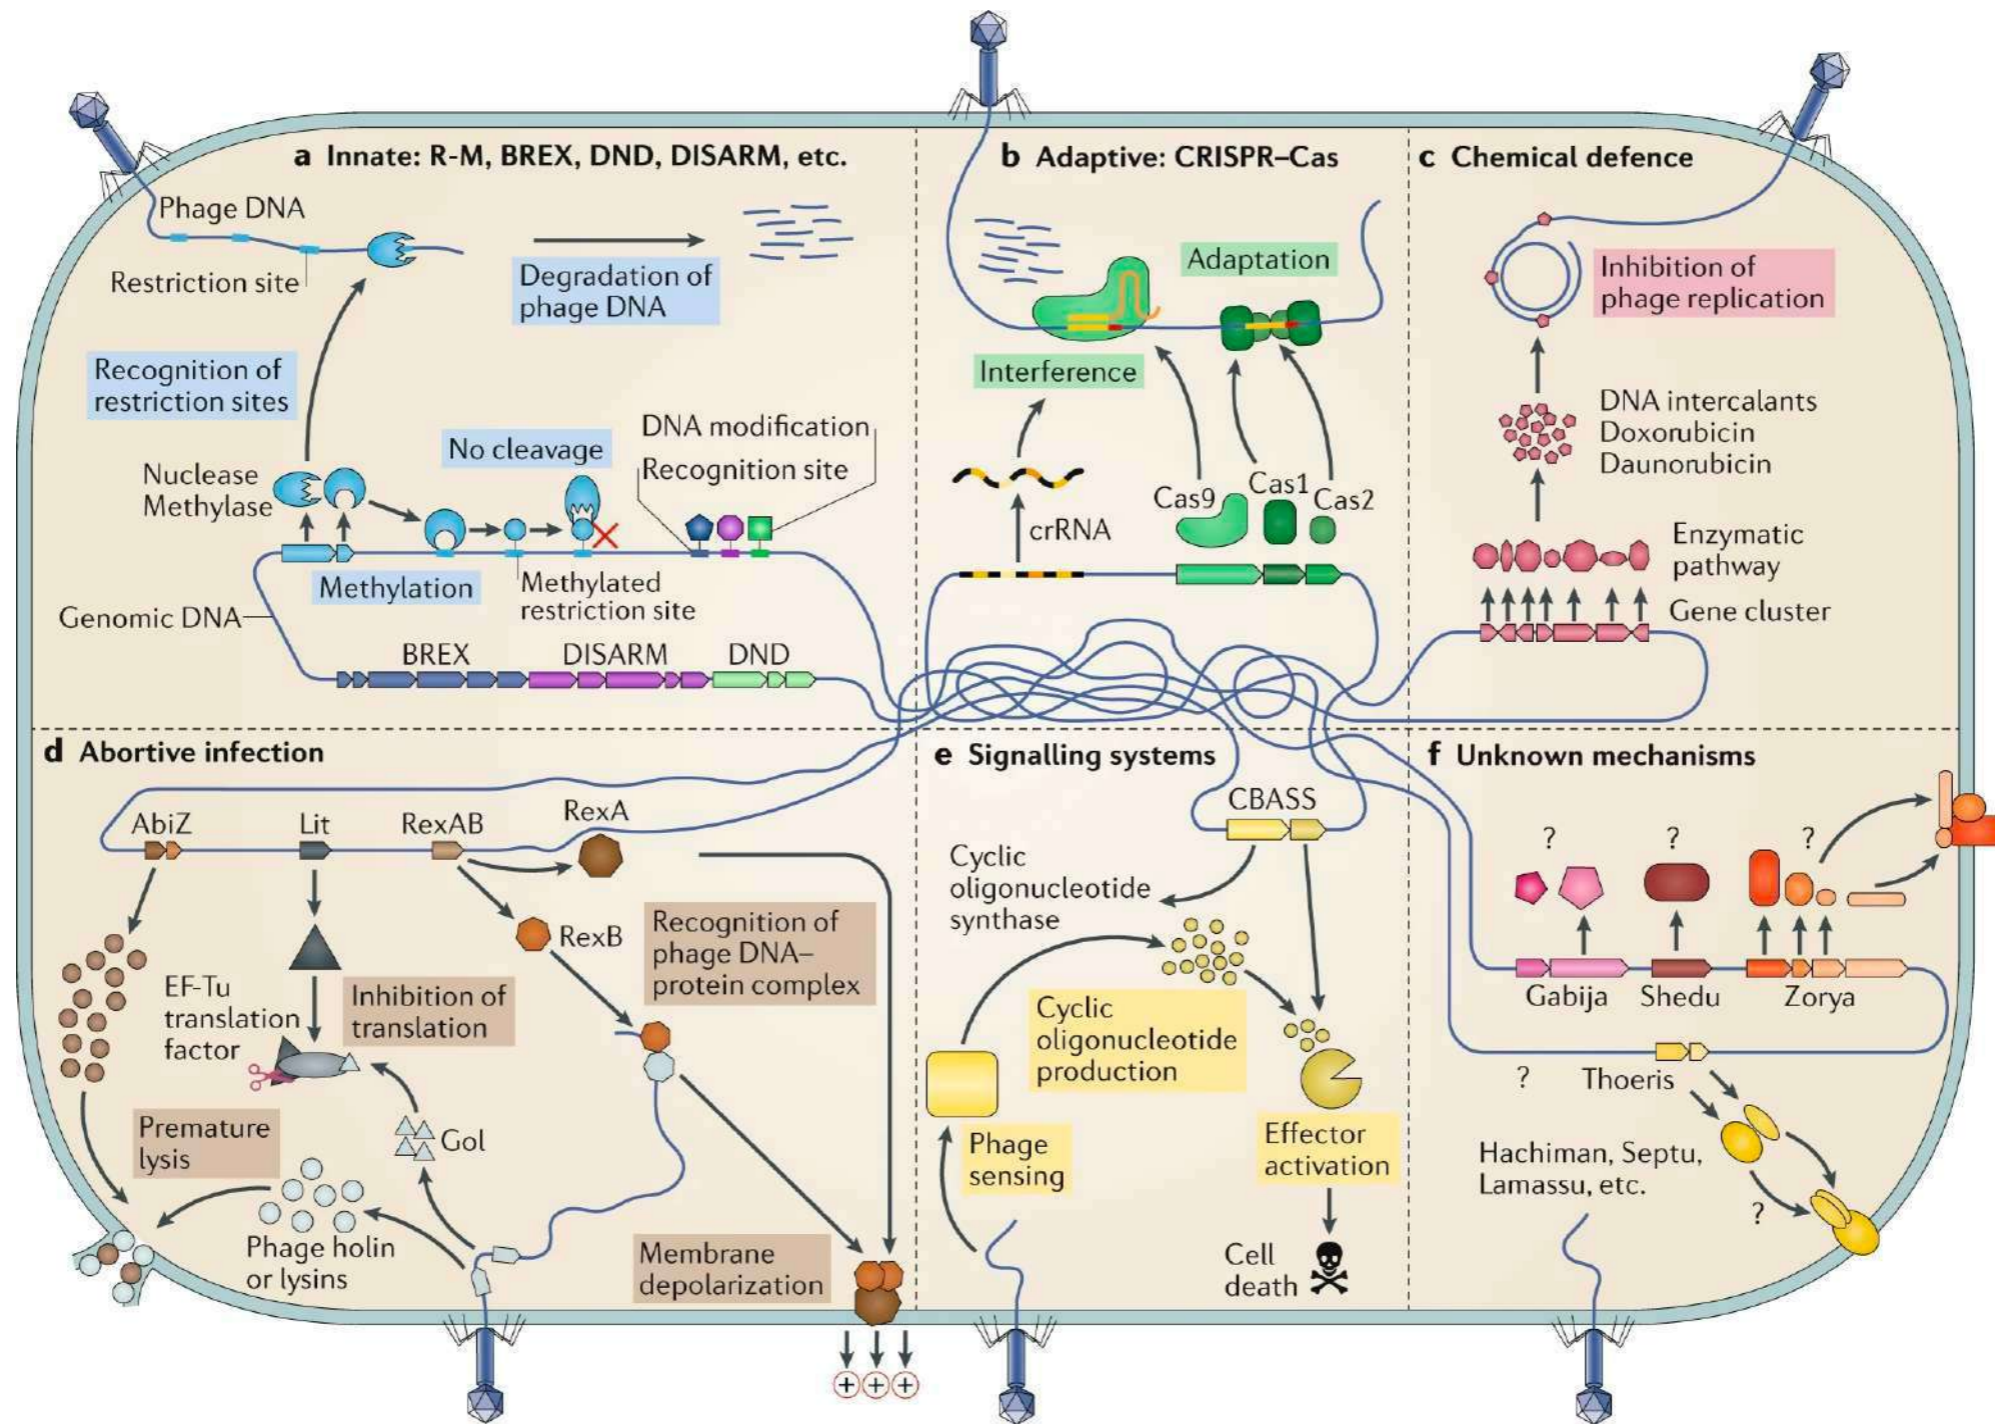 a Innate: R-M, BREX, DND, DISARM, etc.
Phage DNA
Restriction site
Degradation of
phage DNA
Recognition of
restriction sites
Nuclease
Methylase
No cleavage
DNA modification
Recognition site
Methylation
Methylated
restriction site
Genomic DNA
BREX
DISARM
DND
b Adaptive: CRISPR–Cas
Adaptation
Interference
crRNA
Cas9
Cas1
Cas2
c Chemical defence
Inhibition of
phage replication
DNA intercalants
Doxorubicin
Daunorubicin
Enzymatic
pathway
Gene cluster
d Abortive infection
AbiZ
Lit
RexAB
RexA
RexB
Recognition of
phage DNA–
protein complex
EF-Tu
translation
factor
Inhibition of
translation
Premature
lysis
Gol
Phage holin
or lysins
Membrane
depolarization
+ + +
e Signalling systems
CBASS
Cyclic
oligonucleotide
synthase
Cyclic
oligonucleotide
production
Phage
sensing
Effector
activation
Cell
death
f Unknown mechanisms
?
?
?
Gabija
Shedu
Zorya
?
Thoeris
Hachiman, Septu,
Lamassu, etc.
?